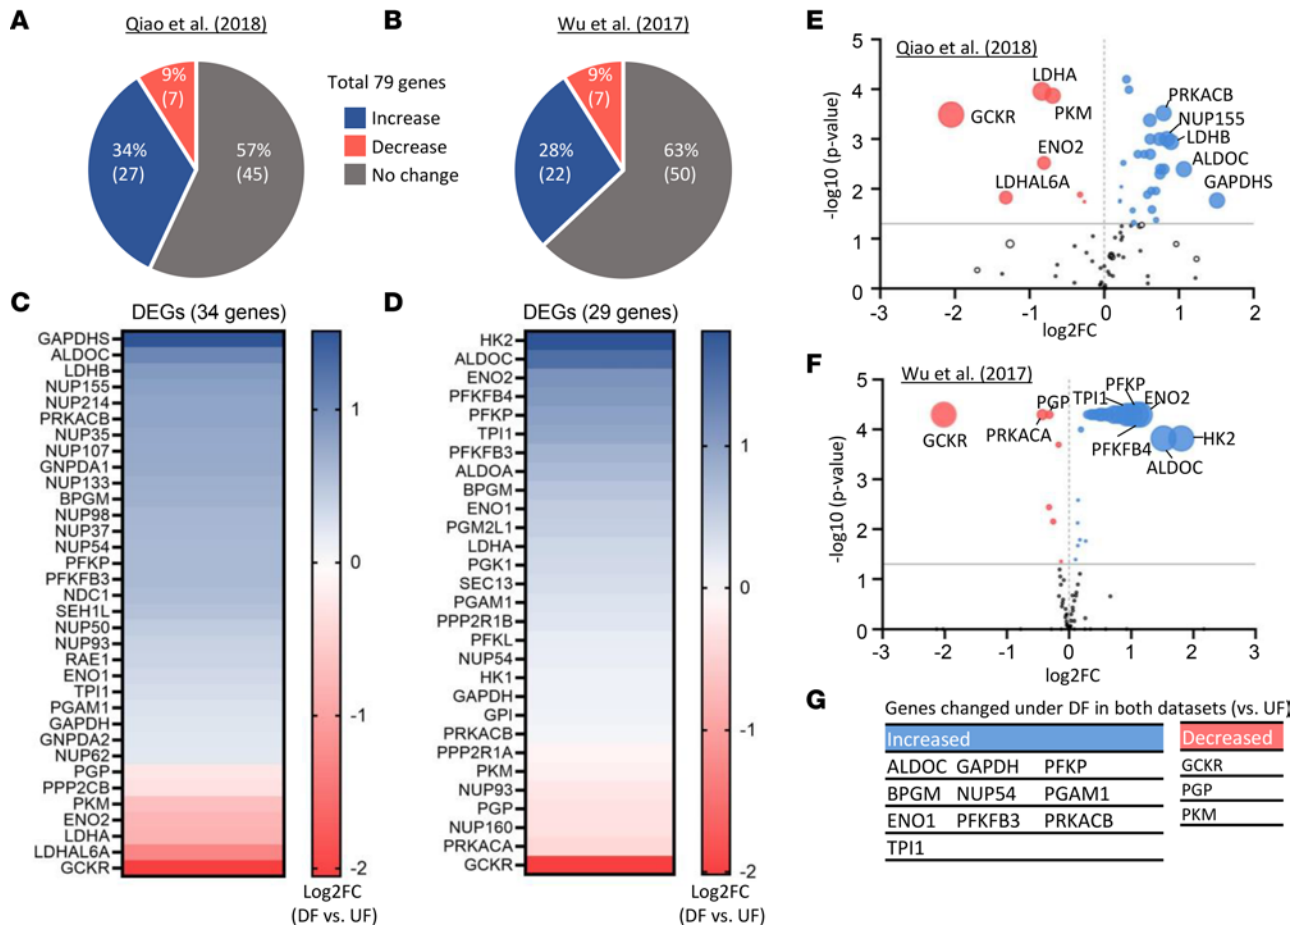 A
Qiao et al. (2018)
9%
(7)
34%
(27)
57%
(45)
Total 79 genes
Increase
Decrease
No change
B
Wu et al. (2017)
9%
(7)
28%
(22)
63%
(50)
C
DEGs (34 genes)
GAPDHS
ALDOC
LDHB
NUP155
NUP214
PRKACB
NUP35
NUP107
GNPDA1
NUP133
BPGM
NUP98
NUP37
NUP54
PFKP
PFKFB3
NDC1
SEH1L
NUP50
NUP93
RAE1
ENO1
TPI1
PGAM1
GAPDH
GNPDA2
NUP62
PGP
PPP2CB
PKM
ENO2
LDHA
LDHAL6A
GCKR
1
0
-1
-2
Log2FC
(DF vs. UF)
D
DEGs (29 genes)
HK2
ALDOC
ENO2
PFKFB4
PFKP
TPI1
PFKFB3
ALDOA
BPGM
ENO1
PGM2L1
LDHA
PGK1
SEC13
PGAM1
PPP2R1B
PFKL
NUP54
HK1
GAPDH
GPI
PRKACB
PPP2R1A
PKM
NUP93
PGP
NUP160
PRKACA
GCKR
1
0
-1
-2
Log2FC
(DF vs. UF)
E
Qiao et al. (2018)
-log10 (p-value)
5
4
3
2
1
0
-3
-2
-1
0
1
2
log2FC
LDHA
GCKR
PKM
ENO2
LDHAL6A
PRKACB
NUP155
LDHB
ALDOC
GAPDHS
F
Wu et al. (2017)
-log10 (p-value)
5
4
3
2
1
0
-3
-2
-1
0
1
2
3
log2FC
GCKR
PGP
PRKACA
TPI1
PFKP
ENO2
PFKFB4
ALDOC
HK2
G
Genes changed under DF in both datasets (vs. UF)
Increased
ALDOC GAPDH PFKP
BPGM NUP54 PGAM1
ENO1 PFKFB3 PRKACB
TPI1
Decreased
GCKR
PGP
PKM